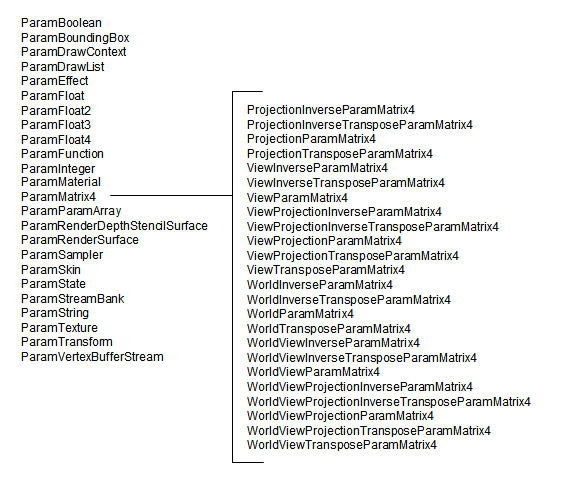 ParamBoolean
ParamBoundingBox
ParamDrawContext
ParamDrawList
ParamEffect
ParamFloat
ParamFloat2
ParamFloat3
ParamFloat4
ParamFunction
ParamInteger
ParamMaterial
ParamMatrix4
ParamParamArray
ParamRenderDepthStencilSurface
ParamRenderSurface
ParamSampler
ParamSkin
ParamState
ParamStreamBank
ParamString
ParamTexture
ParamTransform
ParamVertexBufferStream
ProjectionInverseParamMatrix4
ProjectionInverseTransposeParamMatrix4
ProjectionParamMatrix4
ProjectionTransposeParamMatrix4
ViewInverseParamMatrix4
ViewInverseTransposeParamMatrix4
ViewParamMatrix4
ViewProjectionInverseParamMatrix4
ViewProjectionInverseTransposeParamMatrix4
ViewProjectionParamMatrix4
ViewProjectionTransposeParamMatrix4
ViewTransposeParamMatrix4
WorldInverseParamMatrix4
WorldInverseTransposeParamMatrix4
WorldParamMatrix4
WorldTransposeParamMatrix4
WorldViewInverseParamMatrix4
WorldViewInverseTransposeParamMatrix4
WorldViewParamMatrix4
WorldViewProjectionInverseParamMatrix4
WorldViewProjectionInverseTransposeParamMatrix4
WorldViewProjectionParamMatrix4
WorldViewProjectionTransposeParamMatrix4
WorldViewTransposeParamMatrix4